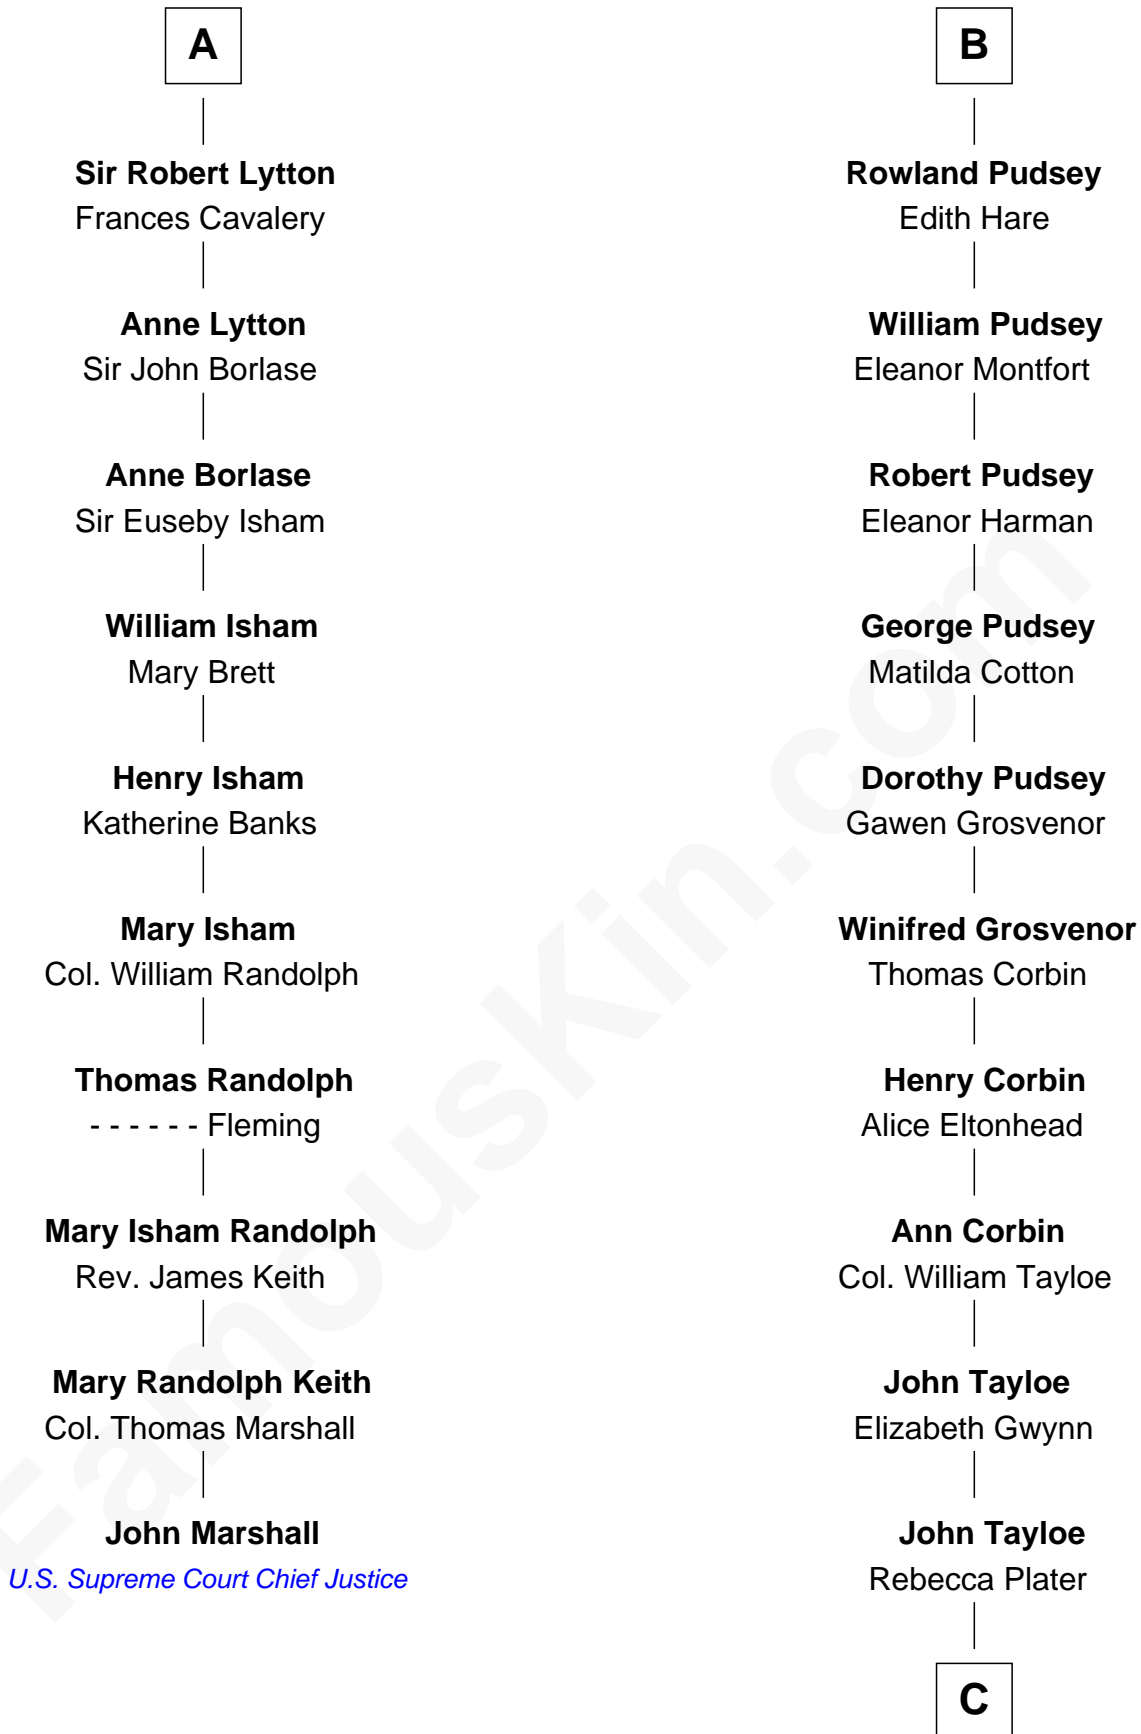 A
Sir Robert Lytton
Frances Cavalery
Anne Lytton
Sir John Borlase
Anne Borlase
Sir Euseby Isham
William Isham
Mary Brett
Henry Isham
Katherine Banks
Mary Isham
Col. William Randolph
Thomas Randolph
- - - - - - Fleming
Mary Isham Randolph
Rev. James Keith
Mary Randolph Keith
Col. Thomas Marshall
John Marshall
U.S. Supreme Court Chief Justice
B
Rowland Pudsey
Edith Hare
William Pudsey
Eleanor Montfort
Robert Pudsey
Eleanor Harman
George Pudsey
Matilda Cotton
Dorothy Pudsey
Gawen Grosvenor
Winifred Grosvenor
Thomas Corbin
Henry Corbin
Alice Eltonhead
Ann Corbin
Col. William Tayloe
John Tayloe
Elizabeth Gwynn
John Tayloe
Rebecca Plater
C
FamousKin.com